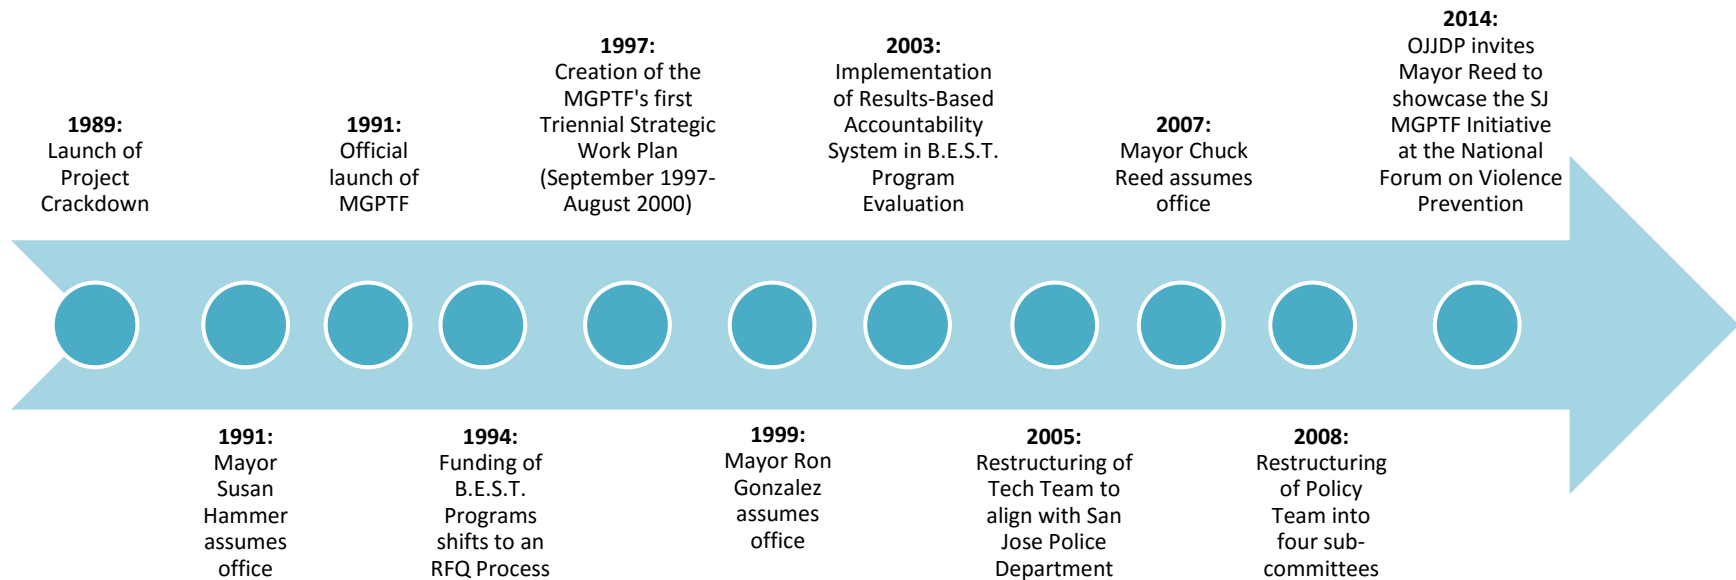 1989:
Launch of
Project
Crackdown
1991:
Mayor
Susan
Hammer
assumes
office
1991:
Official
launch of
MGPTF
1994:
Funding of
B.E.S.T.
Programs
shifts to an
RFQ Process
1997:
Creation of the
MGPTF's first
Triennial Strategic
Work Plan
(September 1997-
August 2000)
1999:
Mayor Ron
Gonzalez
assumes
office
2003:
Implementation
of Results-Based
Accountability
System in B.E.S.T.
Program
Evaluation
2005:
Restructuring of
Tech Team to
align with San
Jose Police
Department
2007:
Mayor Chuck
Reed assumes
office
2008:
Restructuring
of Policy
Team into
four sub-
committees
2014:
OJJDP invites
Mayor Reed to
showcase the SJ
MGPTF Initiative
at the National
Forum on Violence
Prevention